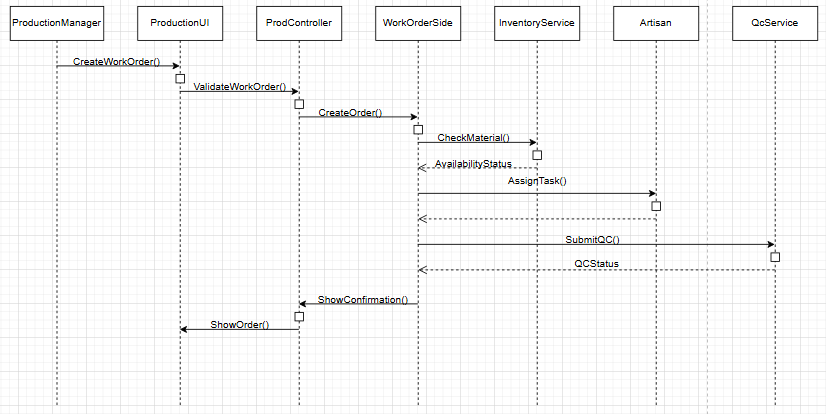 ProductionManager
ProductionUI
ProdController
WorkOrderSide
InventoryService
Artisan
QcService
CreateWorkOrder()
ValidateWorkOrder()
CreateOrder()
CheckMaterial()
AvailabilityStatus
AssignTask()
SubmitQC()
QCStatus
ShowConfirmation()
ShowOrder()